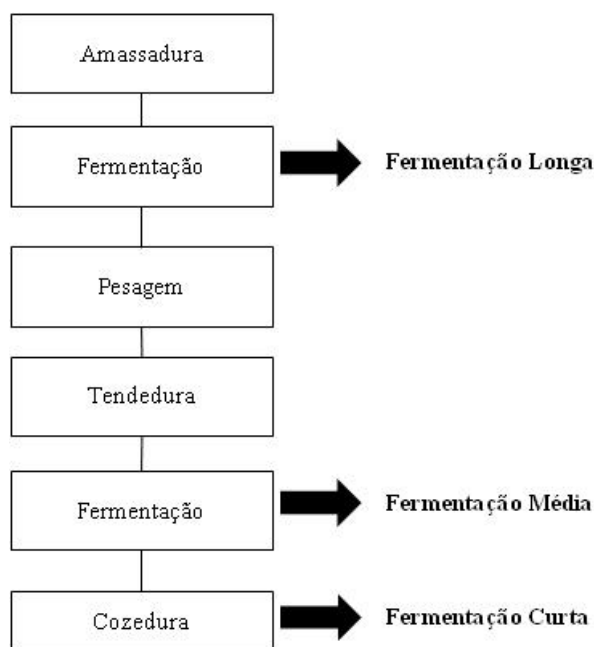 Amassadura
Fermentação
Fermentação Longa
Pesagem
Tendedura
Fermentação
Fermentação Média
Cozedura
Fermentação Curta